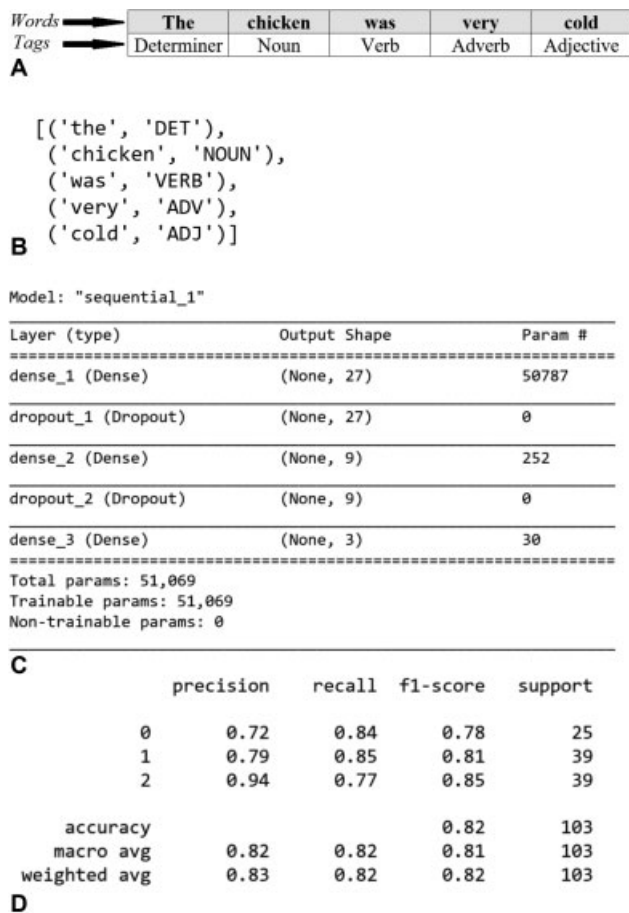 Words The chicken was very cold
Tags Determiner Noun Verb Adverb Adjective
A
[('the', 'DET'),
('chicken', 'NOUN'),
('was', 'VERB'),
('very', 'ADV'),
('cold', 'ADJ')]
B
Model: "sequential_1"
Layer (type) Output Shape Param #
=================================================================
dense_1 (Dense) (None, 27) 50787
dropout_1 (Dropout) (None, 27) 0
dense_2 (Dense) (None, 9) 252
dropout_2 (Dropout) (None, 9) 0
dense_3 (Dense) (None, 3) 30
=================================================================
Total params: 51,069
Trainable params: 51,069
Non-trainable params: 0
C
precision recall f1-score support
0 0.72 0.84 0.78 25
1 0.79 0.85 0.81 39
2 0.94 0.77 0.85 39
accuracy 0.82 103
macro avg 0.82 0.82 0.81 103
weighted avg 0.83 0.82 0.82 103
D